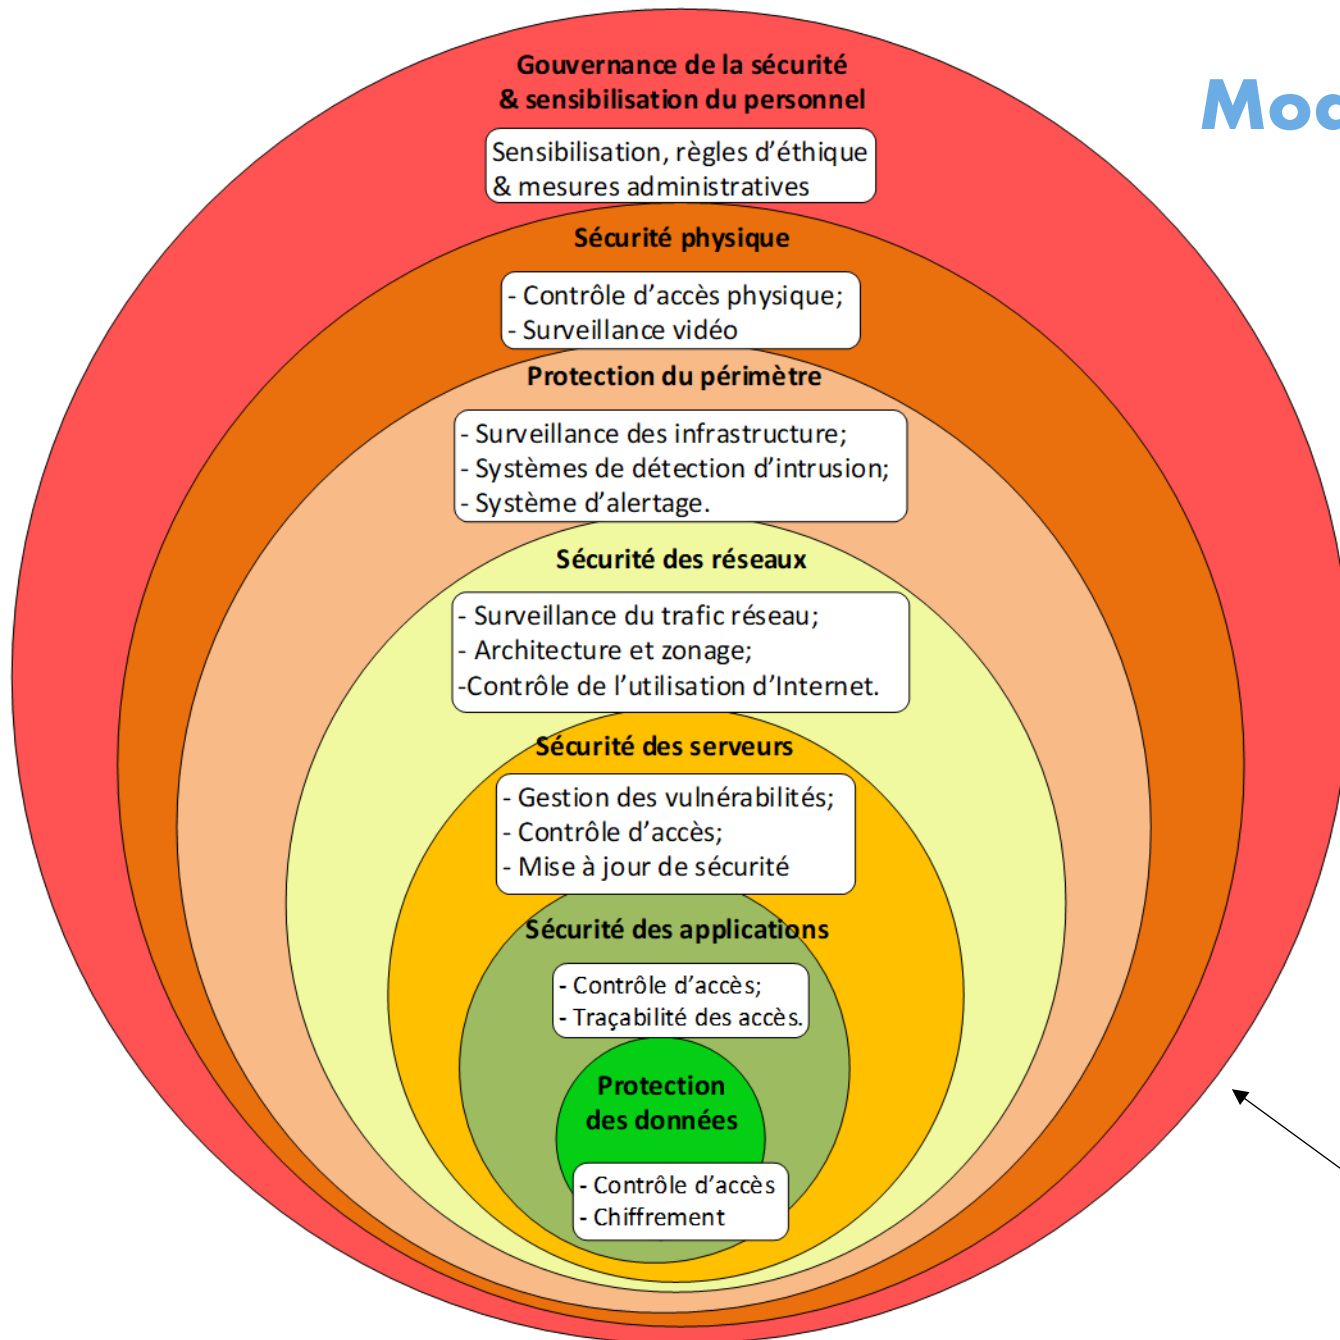 Gouvernance de la sécurité
& sensibilisation du personnel
Sensibilisation, règles d'éthique
& mesures administratives
Sécurité physique
- Contrôle d'accès physique;
- Surveillance vidéo
Protection du périmètre
- Surveillance des infrastructure;
- Systèmes de détection d'intrusion;
- Système d'alertage.
Sécurité des réseaux
- Surveillance du trafic réseau;
- Architecture et zonage;
-Contrôle de l'utilisation d'Internet.
Sécurité des serveurs
- Gestion des vulnérabilités;
- Contrôle d'accès;
- Mise à jour de sécurité
Sécurité des applications
- Contrôle d'accès;
- Traçabilité des accès.
Protection
des données
- Contrôle d'accès
- Chiffrement